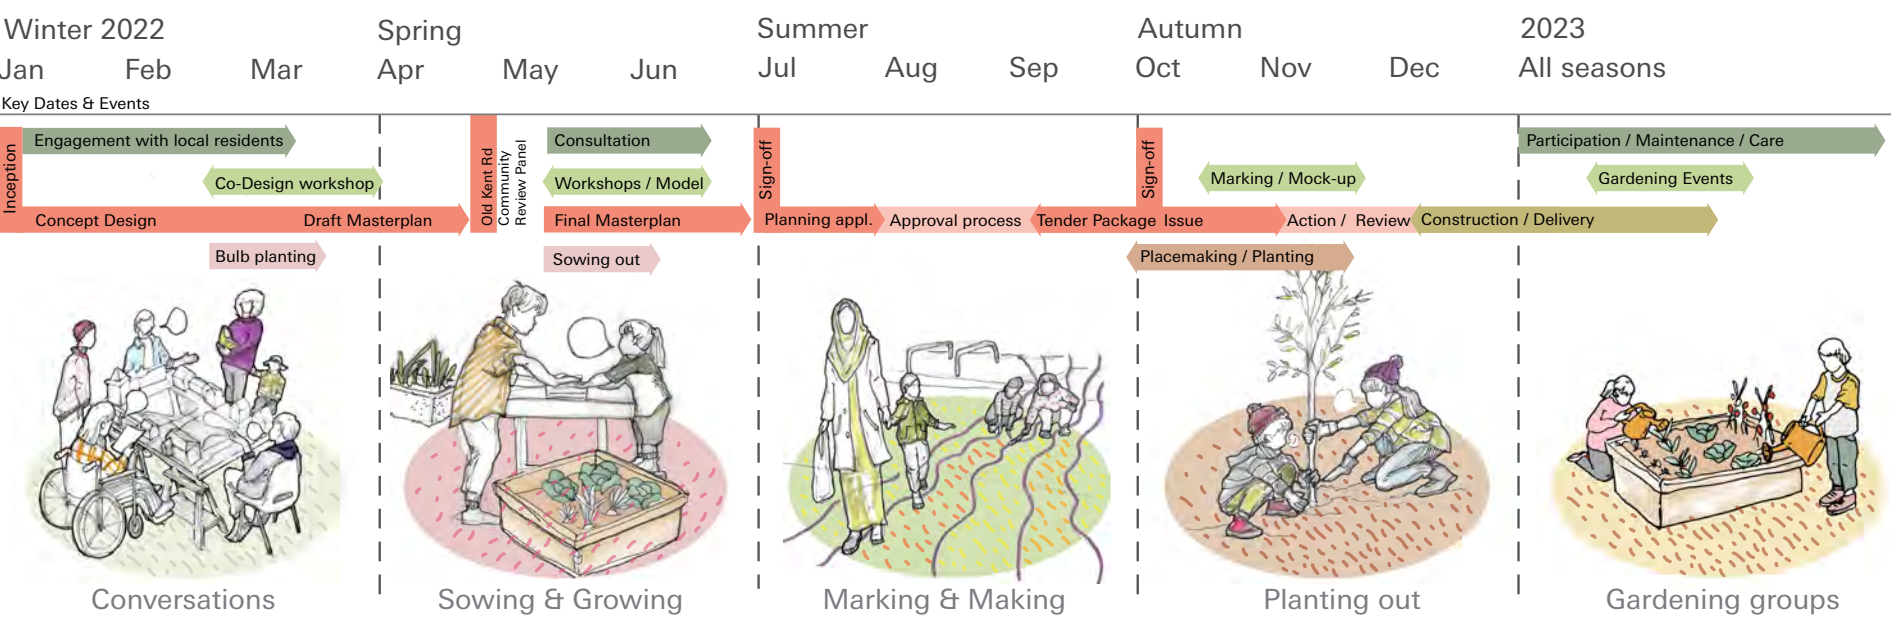 Winter 2022
Spring
Summer
Autumn
2023
Jan
Feb
Mar
Apr
May
Jun
Jul
Aug
Sep
Oct
Nov
Dec
All seasons
Key Dates & Events
Inception
Engagement with local residents
Co-Design workshop
Concept Design
Draft Masterplan
Bulb planting
Old Kent Rd
Community
Review Panel
Consultation
Workshops / Model
Final Masterplan
Sowing out
Sign-off
Planning appl.
Approval process
Tender Package Issue
Sign-off
Marking / Mock-up
Action / Review
Placemaking / Planting
Construction / Delivery
Participation / Maintenance / Care
Gardening Events
Conversations
Sowing & Growing
Marking & Making
Planting out
Gardening groups